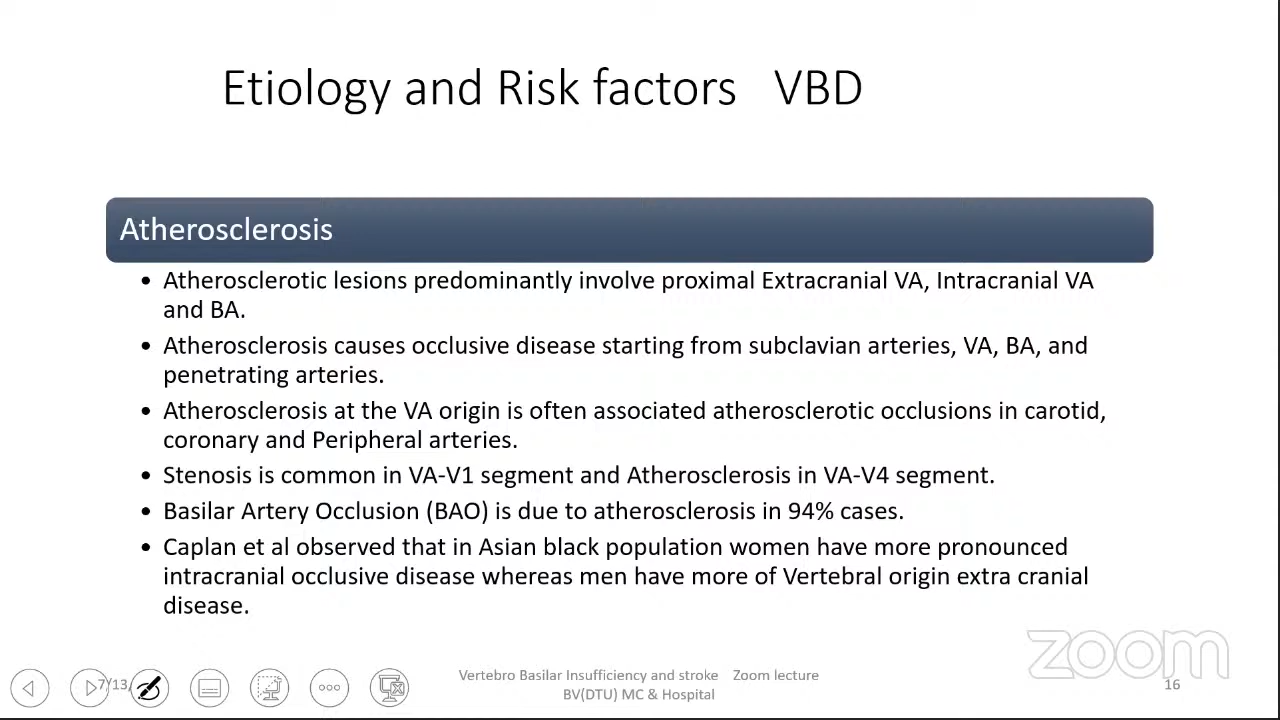 Etiology and Risk factors VBD
Atherosclerosis
• Atherosclerotic lesions predominantly involve proximal Extracranial VA, Intracranial VA
and BA.
• Atherosclerosis causes occlusive disease starting from subclavian arteries, VA, BA, and
penetrating arteries.
• Atherosclerosis at the VA origin is often associated atherosclerotic occlusions in carotid,
coronary and Peripheral arteries.
• Stenosis is common in VA-V1 segment and Atherosclerosis in VA-V4 segment.
• Basilar Artery Occlusion (BAO) is due to atherosclerosis in 94% cases.
• Caplan et al observed that in Asian black population women have more pronounced
intracranial occlusive disease whereas men have more of Vertebral origin extra cranial
disease.
zoom
7/13/
Vertebro Basilar Insufficiency and stroke Zoom lecture
BV(DTU) MC & Hospital
16